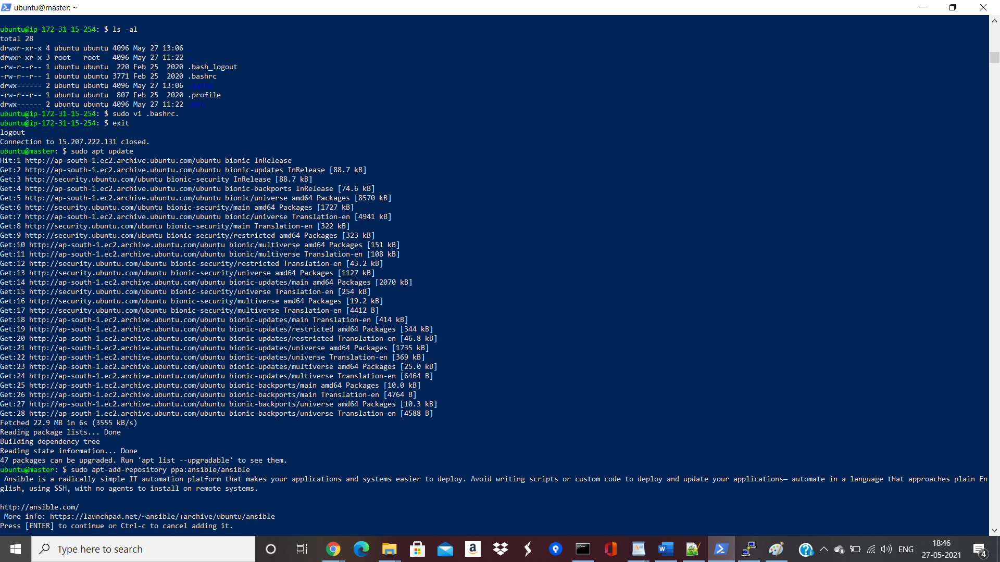 ubuntu@master: ~
ubuntu@ip-172-31-15-254: $ ls -al
total 28
drwxr-xr-x 4 ubuntu ubuntu 4096 May 27 13:06
drwxr-xr-x 3 root   root   4096 May 27 11:22
-rw-r--r-- 1 ubuntu ubuntu  220 Feb 25  2020 .bash_logout
-rw-r--r-- 1 ubuntu ubuntu 3771 Feb 25  2020 .bashrc
drwx------ 2 ubuntu ubuntu 4096 May 27 13:06 .cache
-rw-r--r-- 1 ubuntu ubuntu  807 Feb 25  2020 .profile
drwx------ 2 ubuntu ubuntu 4096 May 27 11:22 .ssh
ubuntu@ip-172-31-15-254: $ sudo vi .bashrc.
ubuntu@ip-172-31-15-254: $ exit
logout
Connection to 15.207.222.131 closed.
ubuntu@master: $ sudo apt update
Hit:1 http://ap-south-1.ec2.archive.ubuntu.com/ubuntu bionic InRelease
Get:2 http://ap-south-1.ec2.archive.ubuntu.com/ubuntu bionic-updates InRelease [88.7 kB]
Get:3 http://security.ubuntu.com/ubuntu bionic-security InRelease [88.7 kB]
Get:4 http://ap-south-1.ec2.archive.ubuntu.com/ubuntu bionic-backports InRelease [74.6 kB]
Get:5 http://ap-south-1.ec2.archive.ubuntu.com/ubuntu bionic/universe amd64 Packages [8570 kB]
Get:6 http://security.ubuntu.com/ubuntu bionic-security/main amd64 Packages [1727 kB]
Get:7 http://ap-south-1.ec2.archive.ubuntu.com/ubuntu bionic/universe Translation-en [4941 kB]
Get:8 http://security.ubuntu.com/ubuntu bionic-security/main Translation-en [322 kB]
Get:9 http://security.ubuntu.com/ubuntu bionic-security/restricted amd64 Packages [323 kB]
Get:10 http://ap-south-1.ec2.archive.ubuntu.com/ubuntu bionic/multiverse amd64 Packages [151 kB]
Get:11 http://ap-south-1.ec2.archive.ubuntu.com/ubuntu bionic/multiverse Translation-en [108 kB]
Get:12 http://security.ubuntu.com/ubuntu bionic-security/restricted Translation-en [43.2 kB]
Get:13 http://security.ubuntu.com/ubuntu bionic-security/universe amd64 Packages [1127 kB]
Get:14 http://ap-south-1.ec2.archive.ubuntu.com/ubuntu bionic-updates/main amd64 Packages [2070 kB]
Get:15 http://security.ubuntu.com/ubuntu bionic-security/universe Translation-en [254 kB]
Get:16 http://security.ubuntu.com/ubuntu bionic-security/multiverse amd64 Packages [19.2 kB]
Get:17 http://security.ubuntu.com/ubuntu bionic-security/multiverse Translation-en [4412 B]
Get:18 http://ap-south-1.ec2.archive.ubuntu.com/ubuntu bionic-updates/main Translation-en [414 kB]
Get:19 http://ap-south-1.ec2.archive.ubuntu.com/ubuntu bionic-updates/restricted amd64 Packages [344 kB]
Get:20 http://ap-south-1.ec2.archive.ubuntu.com/ubuntu bionic-updates/restricted Translation-en [46.8 kB]
Get:21 http://ap-south-1.ec2.archive.ubuntu.com/ubuntu bionic-updates/universe amd64 Packages [1735 kB]
Get:22 http://ap-south-1.ec2.archive.ubuntu.com/ubuntu bionic-updates/universe Translation-en [369 kB]
Get:23 http://ap-south-1.ec2.archive.ubuntu.com/ubuntu bionic-updates/multiverse amd64 Packages [25.0 kB]
Get:24 http://ap-south-1.ec2.archive.ubuntu.com/ubuntu bionic-updates/multiverse Translation-en [6464 B]
Get:25 http://ap-south-1.ec2.archive.ubuntu.com/ubuntu bionic-backports/main amd64 Packages [10.0 kB]
Get:26 http://ap-south-1.ec2.archive.ubuntu.com/ubuntu bionic-backports/main Translation-en [4764 B]
Get:27 http://ap-south-1.ec2.archive.ubuntu.com/ubuntu bionic-backports/universe amd64 Packages [10.3 kB]
Get:28 http://ap-south-1.ec2.archive.ubuntu.com/ubuntu bionic-backports/universe Translation-en [4588 B]
Fetched 22.9 MB in 6s (3555 kB/s)
Reading package lists... Done
Building dependency tree
Reading state information... Done
47 packages can be upgraded. Run 'apt list --upgradable' to see them.
ubuntu@master: $ sudo apt-add-repository ppa:ansible/ansible
 Ansible is a radically simple IT automation platform that makes your applications and systems easier to deploy. Avoid writing scripts or custom code to deploy and update your applications— automate in a language that approaches plain En
glish, using SSH, with no agents to install on remote systems.
http://ansible.com/
 More info: https://launchpad.net/~ansible/+archive/ubuntu/ansible
Press [ENTER] to continue or Ctrl-c to cancel adding it.
Type here to search
ENG
18:46
27-05-2021
4